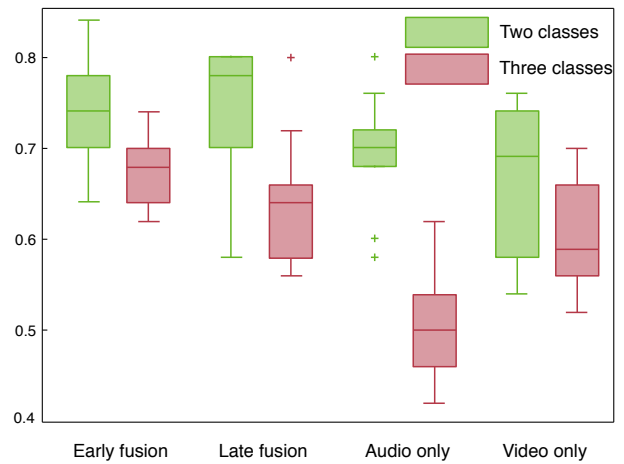 Two classes
Three classes
0.8
0.7
0.6
0.5
0.4
Early fusion
Late fusion
Audio only
Video only